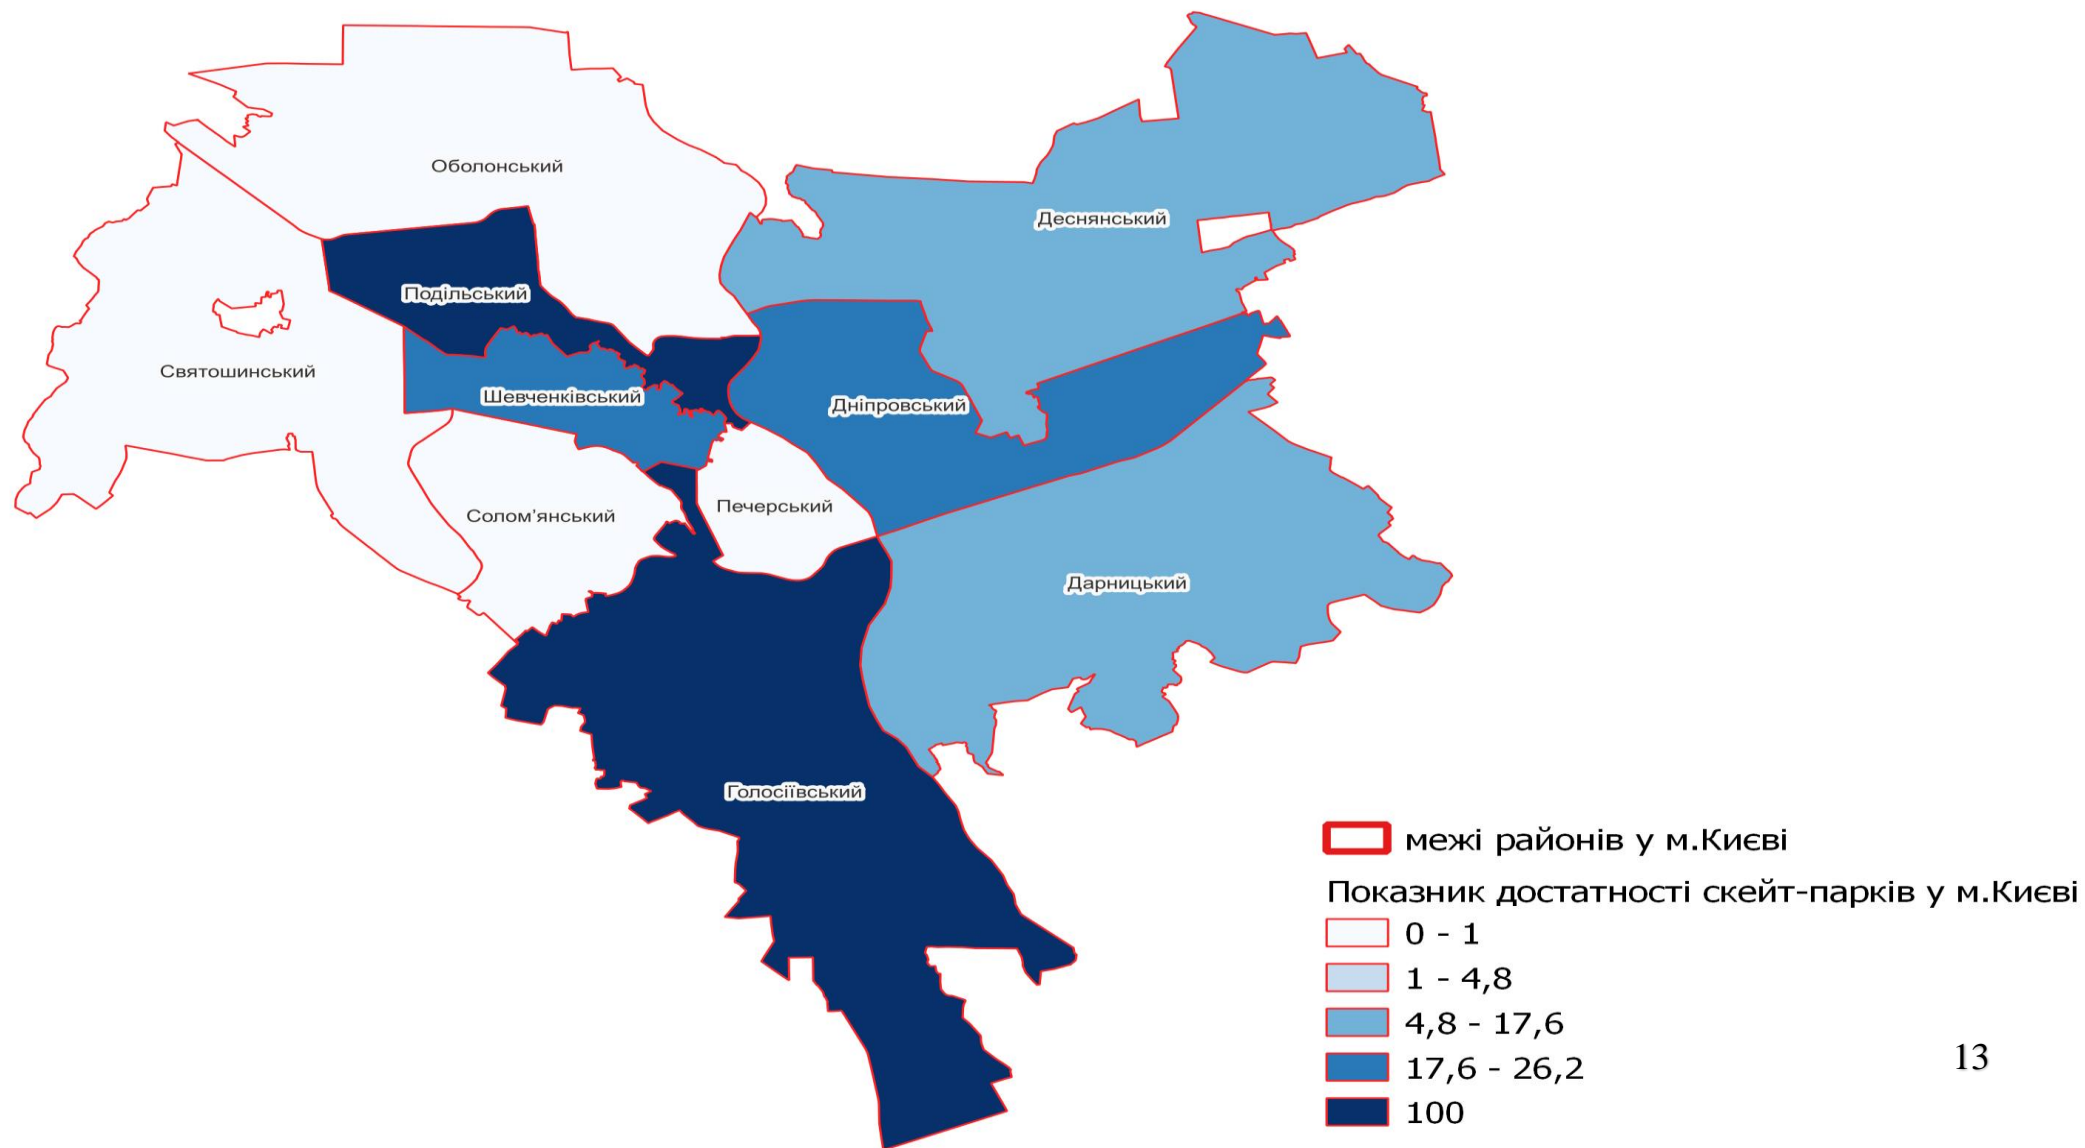 Оболонський
Деснянський
Подільський
Святошинський
Шевченківський
Дніпровський
Солом'янський
Печерський
Дарницький
Голосіївський
межі районів у м.Києві
Показник достатності скейт-парків у м.Києві
0 - 1
1 - 4,8
4,8 - 17,6
17,6 - 26,2
100
13